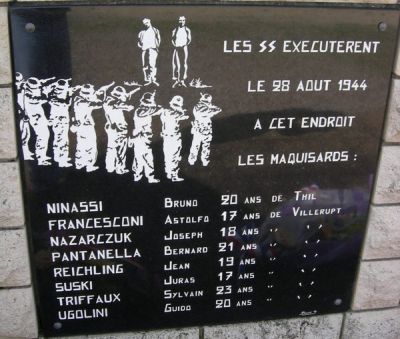 LES SS EXECUTERENT
LE 28 AOUT 1944
A CET ENDROIT
LES MAQUISARDS :
NINASSI BRUNO 20 ANS DE THIL
FRANCESCONI ASTOLFO 17 ANS DE VILLERUPT
NAZARCZUK JOSEPH 18 ANS " "
PANTANELLA BERNARD 21 ANS " "
REICHLING JEAN 19 ANS " "
SUSKI JURAS 17 ANS " "
TRIFFAUX SYLVAIN 23 ANS " "
UGOLINI GUIDO 20 ANS " "